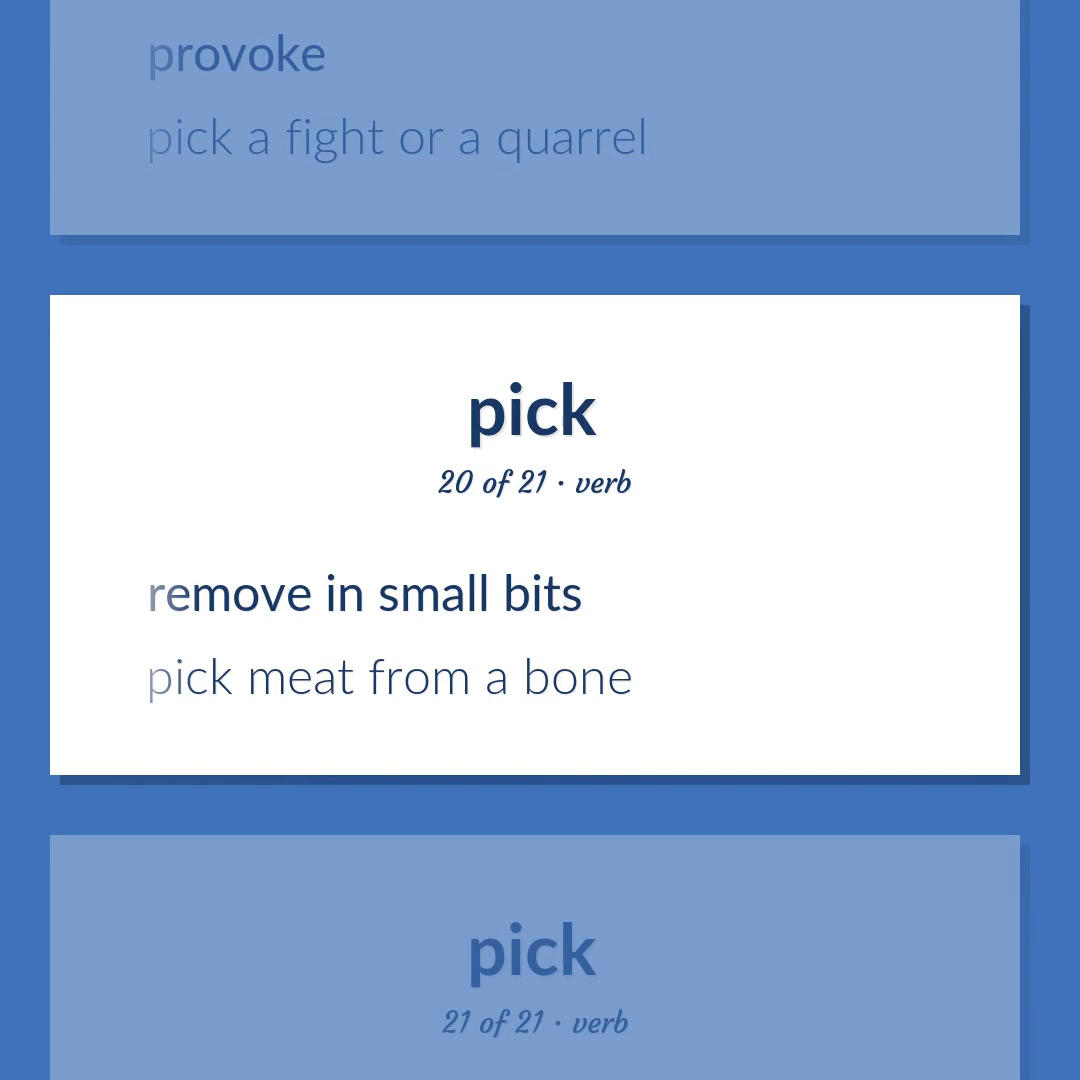 provoke
pick a fight or a quarrel
pick
20 of 21 · verb
remove in small bits
pick meat from a bone
pick
21 of 21 · verb